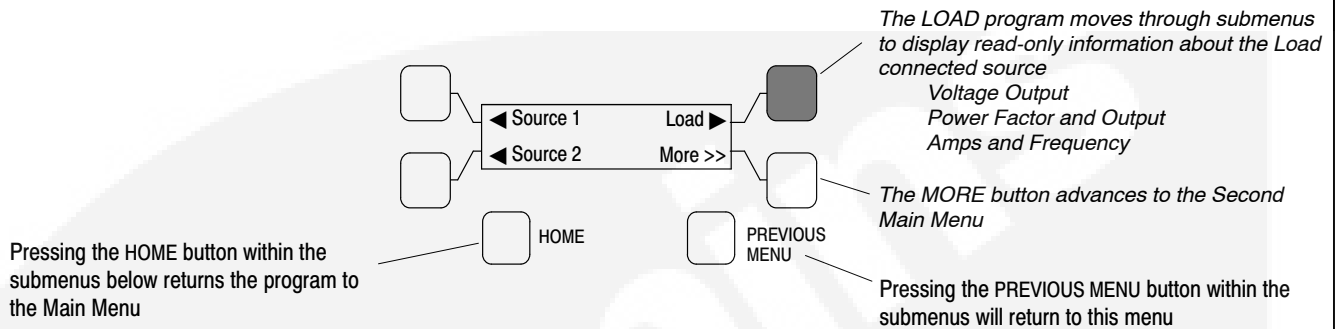 The LOAD program moves through submenus
to display read-only information about the Load
connected source
Voltage Output
Power Factor and Output
Amps and Frequency
◀ Source 1 Load ▶
◀ Source 2 More >>
The MORE button advances to the Second
Main Menu
HOME
PREVIOUS
MENU
Pressing the HOME button within the
submenus below returns the program to
the Main Menu
Pressing the PREVIOUS MENU button within the
submenus will return to this menu